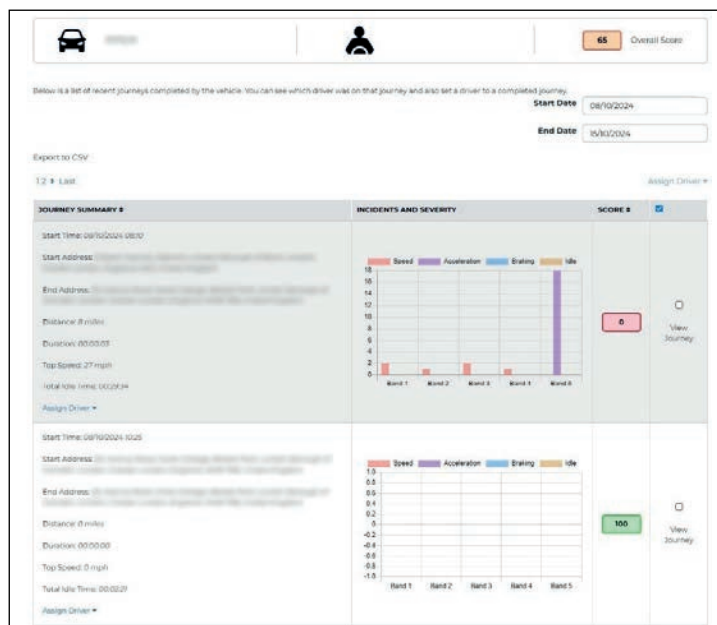 65 Overall Score
Below is a list of recent journeys completed by the vehicle. You can see which driver was on that journey and also set a driver to a completed journey.
Start Date 08/10/2024
End Date 15/10/2024
Export to CSV
1 2 Last
Assign Driver
JOURNEY SUMMARY INCIDENTS AND SEVERITY SCORE
Start Time: 08/10/2024 08:10
Start Address:
End Address:
Distance: 8 miles
Duration:
Top Speed: 27 mph
Total Idle Time: 00:29:34
Assign Driver
Speed Acceleration Braking Idle
18
16
14
12
10
8
6
4
2
0
Band 1 Band 2 Band 3 Band 4 Band 5
0
View
Journey
Start Time: 08/10/2024 10:25
Start Address:
End Address:
Distance: 0 miles
Duration: 00:00:00
Top Speed: 0 mph
Total Idle Time: 00:02:21
Assign Driver
Speed Acceleration Braking Idle
1.0
0.8
0.6
0.4
0.2
0
-0.2
-0.4
-0.6
-0.8
-1.0
Band 1 Band 2 Band 3 Band 4 Band 5
100
View
Journey